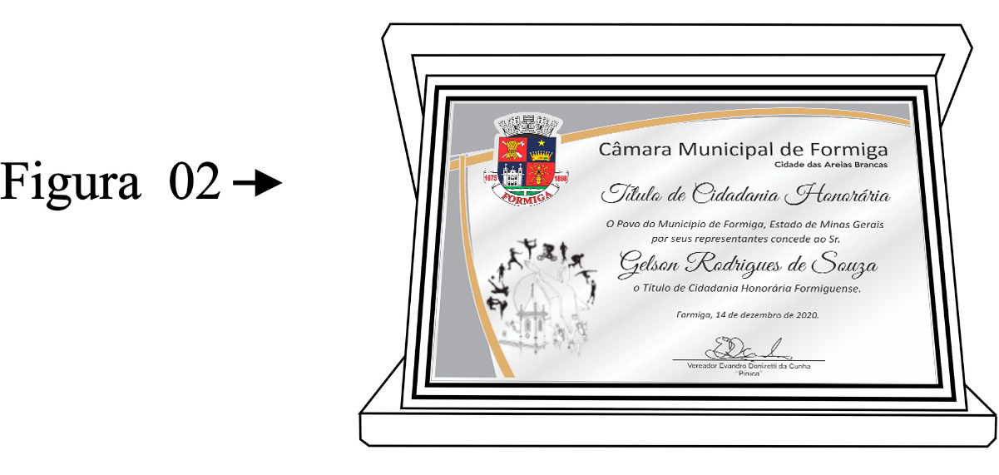 Figura 02
1675 1858
FORMIGA
Câmara Municipal de Formiga
Cidade das Areias Brancas
Título de Cidadania Honorária
O Povo do Município de Formiga, Estado de Minas Gerais
por seus representantes concede ao Sr.
Gelson Rodrigues de Souza
o Título de Cidadania Honorária Formiguense.
Formiga, 14 de dezembro de 2020.
Vereador Evandro Donizetti da Cunha
"Piruca"